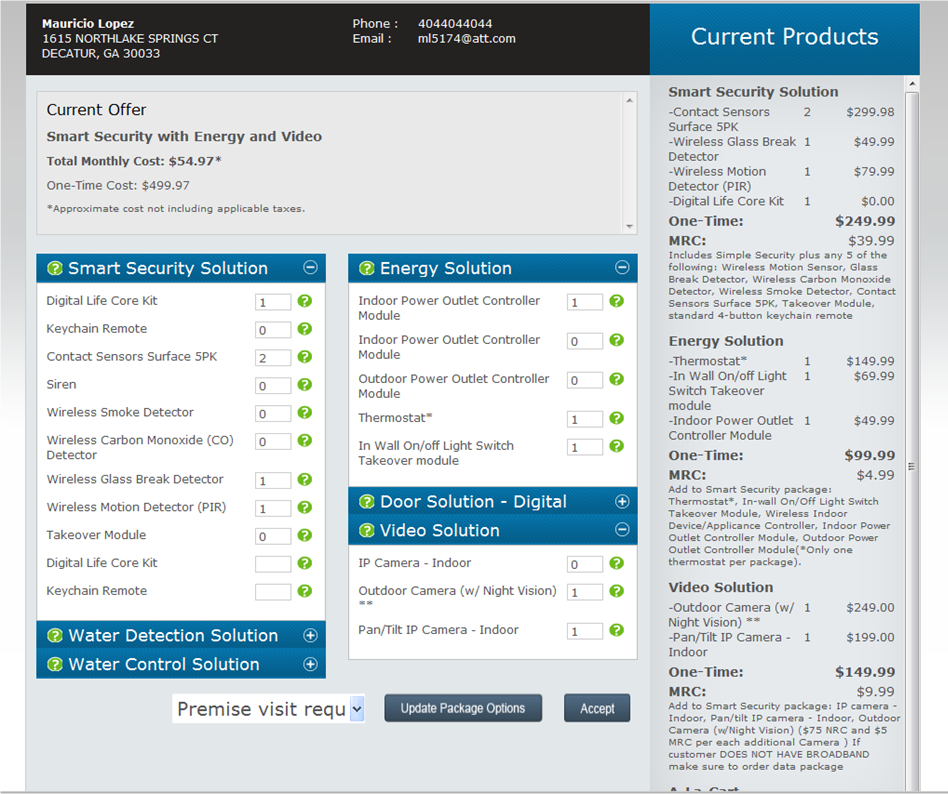 Mauricio Lopez
1615 NORTHLAKE SPRINGS CT
DECATUR, GA 30033
Phone : 4044044044
Email : ml5174@att.com
Current Products
Current Offer
Smart Security with Energy and Video
Total Monthly Cost: $54.97*
One-Time Cost: $499.97
*Approximate cost not including applicable taxes.
Smart Security Solution
Digital Life Core Kit 1
Keychain Remote 0
Contact Sensors Surface 5PK 2
Siren 0
Wireless Smoke Detector 0
Wireless Carbon Monoxide (CO) 0
Detector
Wireless Glass Break Detector 1
Wireless Motion Detector (PIR) 1
Takeover Module 0
Digital Life Core Kit
Keychain Remote
Water Detection Solution
Water Control Solution
Energy Solution
Indoor Power Outlet Controller 1
Module
Indoor Power Outlet Controller 0
Module
Outdoor Power Outlet Controller 0
Module
Thermostat* 1
In Wall On/off Light Switch 1
Takeover module
Door Solution - Digital
Video Solution
IP Camera - Indoor 0
Outdoor Camera (w/ Night Vision) 1
**
Pan/Tilt IP Camera - Indoor 1
Premise visit requ
Update Package Options
Accept
Smart Security Solution
-Contact Sensors 2 $299.98
Surface 5PK
-Wireless Glass Break 1 $49.99
Detector
-Wireless Motion 1 $79.99
Detector (PIR)
-Digital Life Core Kit 1 $0.00
One-Time: $249.99
MRC: $39.99
Includes Simple Security plus any 5 of the
following: Wireless Motion Sensor, Glass
Break Detector, Wireless Carbon Monoxide
Detector, Wireless Smoke Detector, Contact
Sensors Surface 5PK, Takeover Module,
standard 4-button keychain remote
Energy Solution
-Thermostat* 1 $149.99
-In Wall On/off Light 1 $69.99
Switch Takeover
module
-Indoor Power Outlet 1 $49.99
Controller Module
One-Time: $99.99
MRC: $4.99
Add to Smart Security package:
Thermostat*, In-wall On/Off Light Switch
Takeover Module, Wireless Indoor
Device/Applicance Controller, Indoor Power
Outlet Controller Module, Outdoor Power
Outlet Controller Module(*Only one
thermostat per package).
Video Solution
-Outdoor Camera (w/ 1 $249.00
Night Vision) **
-Pan/Tilt IP Camera - 1 $199.00
Indoor
One-Time: $149.99
MRC: $9.99
Add to Smart Security package: IP camera -
Indoor, Pan/tilt IP camera - Indoor, Outdoor
Camera (w/Night Vision) ($75 NRC and $5
MRC per each additional Camera ) If
customer DOES NOT HAVE BROADBAND
make sure to order data package